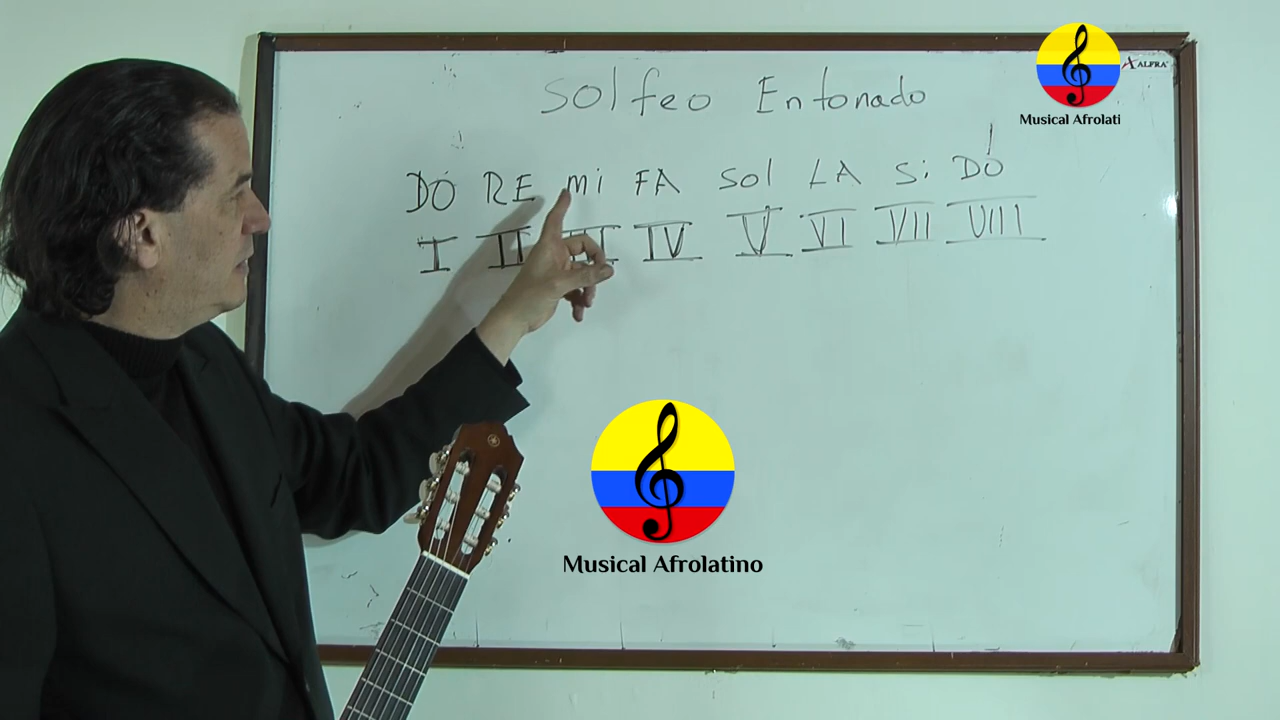 Solfeo Entonado
ALFRA
Musical Afrolati
DO RE mi FA Sol LA Si DO
I II III IV V VI VII VIII
Musical Afrolatino